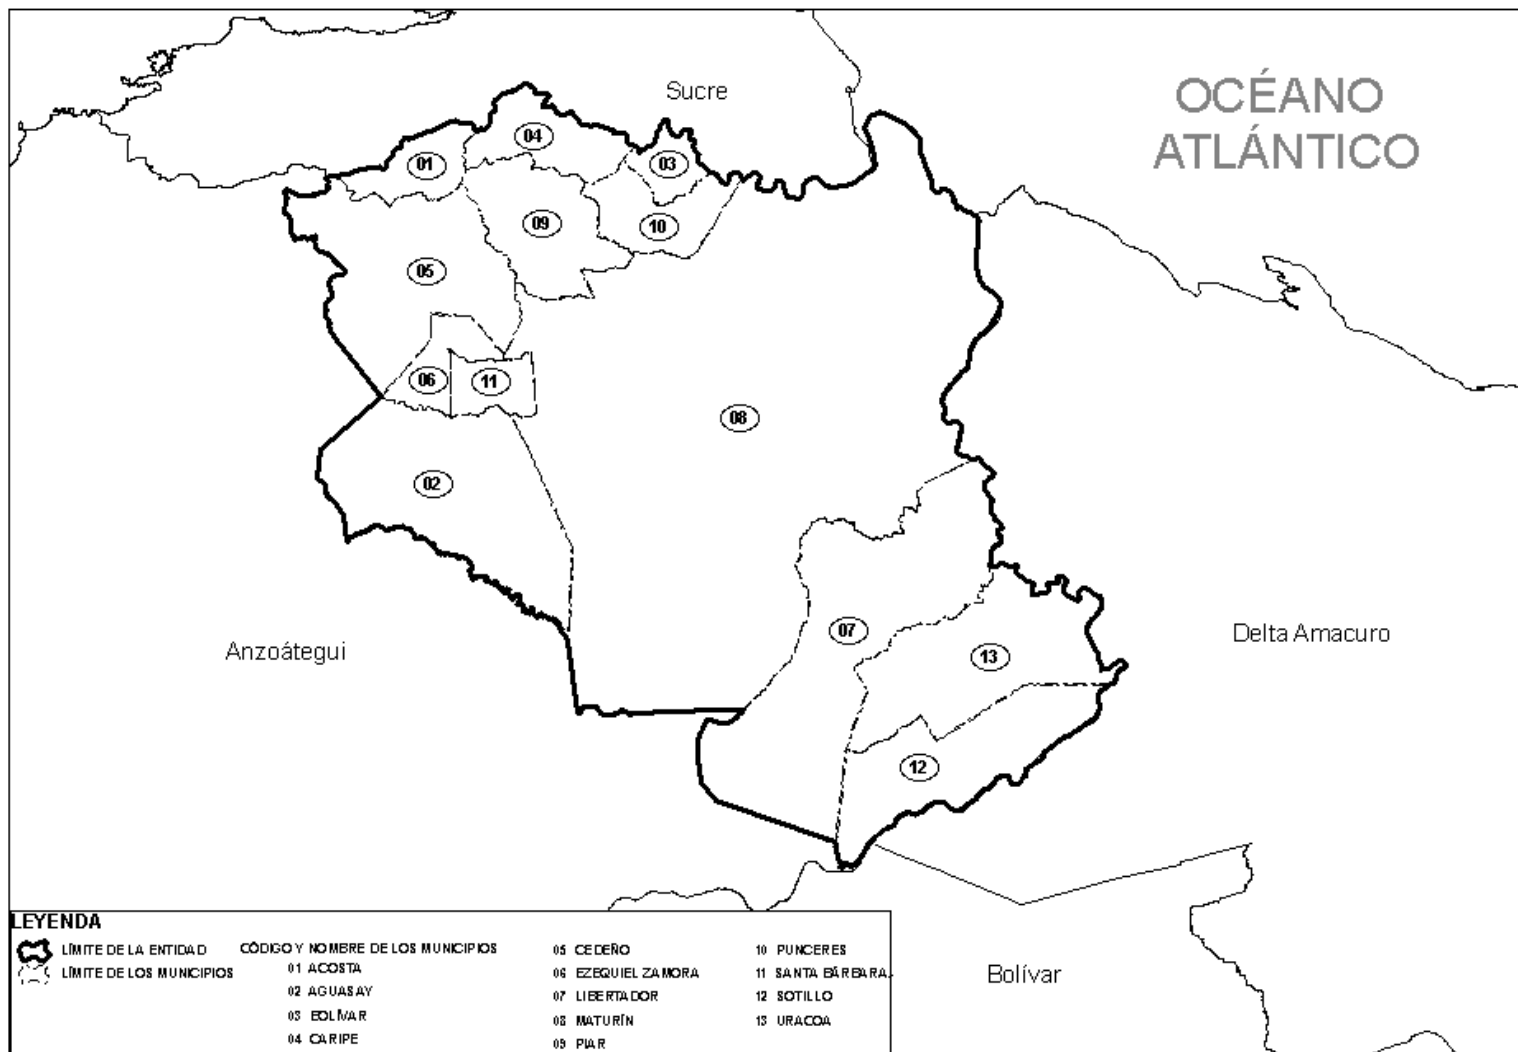 Sucre
OCÉANO
ATLÁNTICO
04
01
03
09
10
05
06
11
08
02
07
13
12
Anzoátegui
Delta Amacuro
Bolívar
LEYENDA
LÍMITE DE LA ENTIDAD
LÍMITE DE LOS MUNICIPIOS
CÓDIGO Y NOMBRE DE LOS MUNICIPIOS
01 ACOSTA
02 AGUASAY
03 BOLÍVAR
04 CARIPE
05 CEDEÑO
06 EZEQUIEL ZAMORA
07 LIBERTADOR
08 MATURÍN
09 PIAR
10 PUNCERES
11 SANTA BÁRBARA
12 SOTILLO
13 URACOA